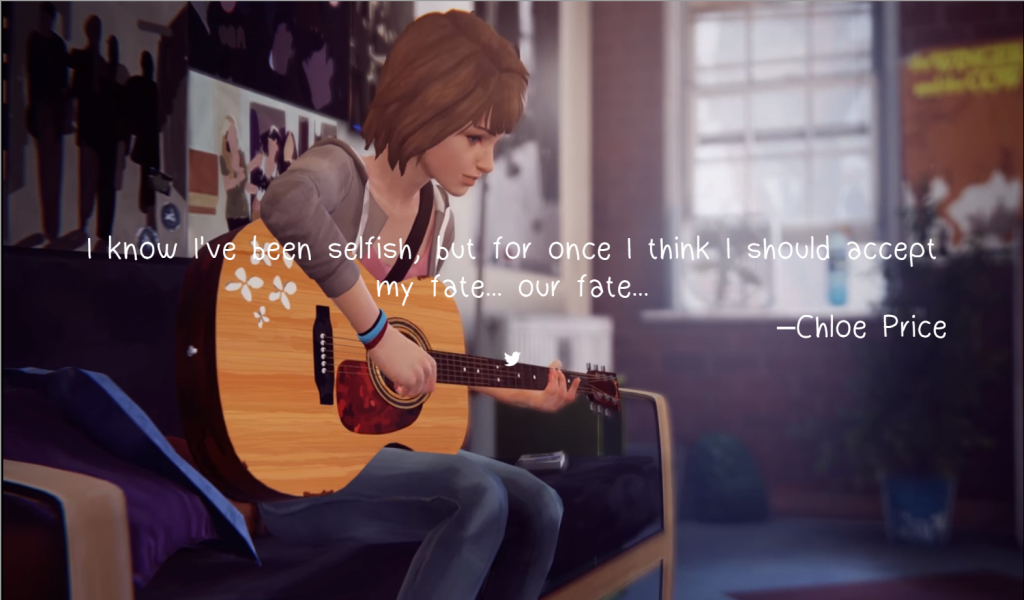 I know I've been selfish, but for once I think I should accept
my fate... our fate...
—Chloe Price